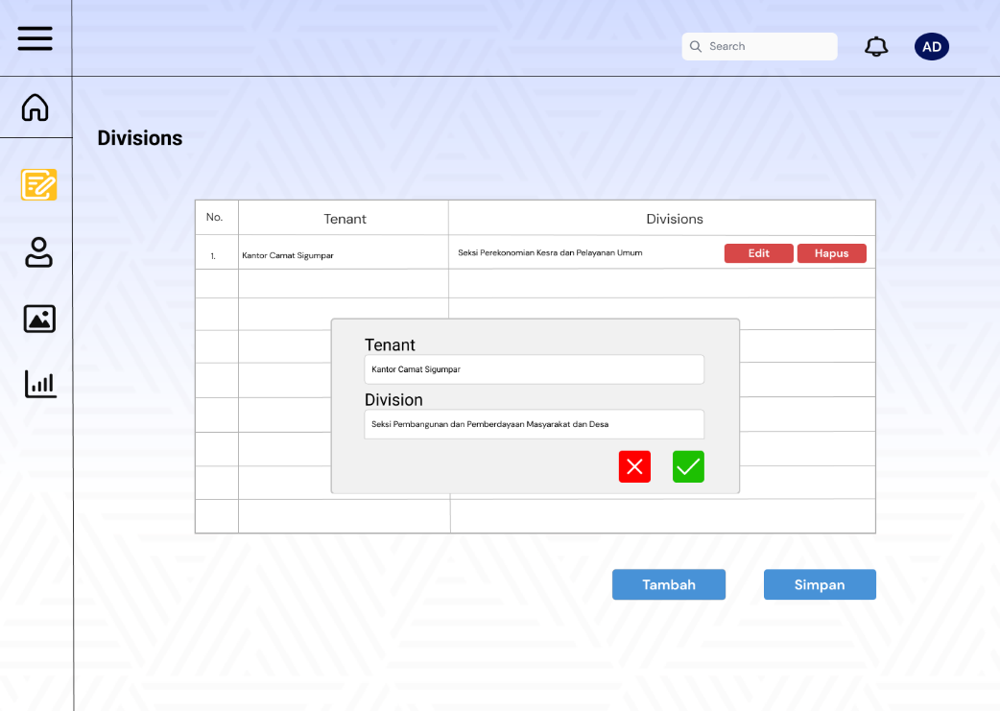 Search
AD
Divisions
No.
Tenant
Divisions
1.
Kantor Camat Sigumpar
Seksi Perekonomian Kesra dan Pelayanan Umum
Edit
Hapus
Tenant
Kantor Camat Sigumpar
Division
Seksi Pembangunan dan Pemberdayaan Masyarakat dan Desa
Tambah
Simpan